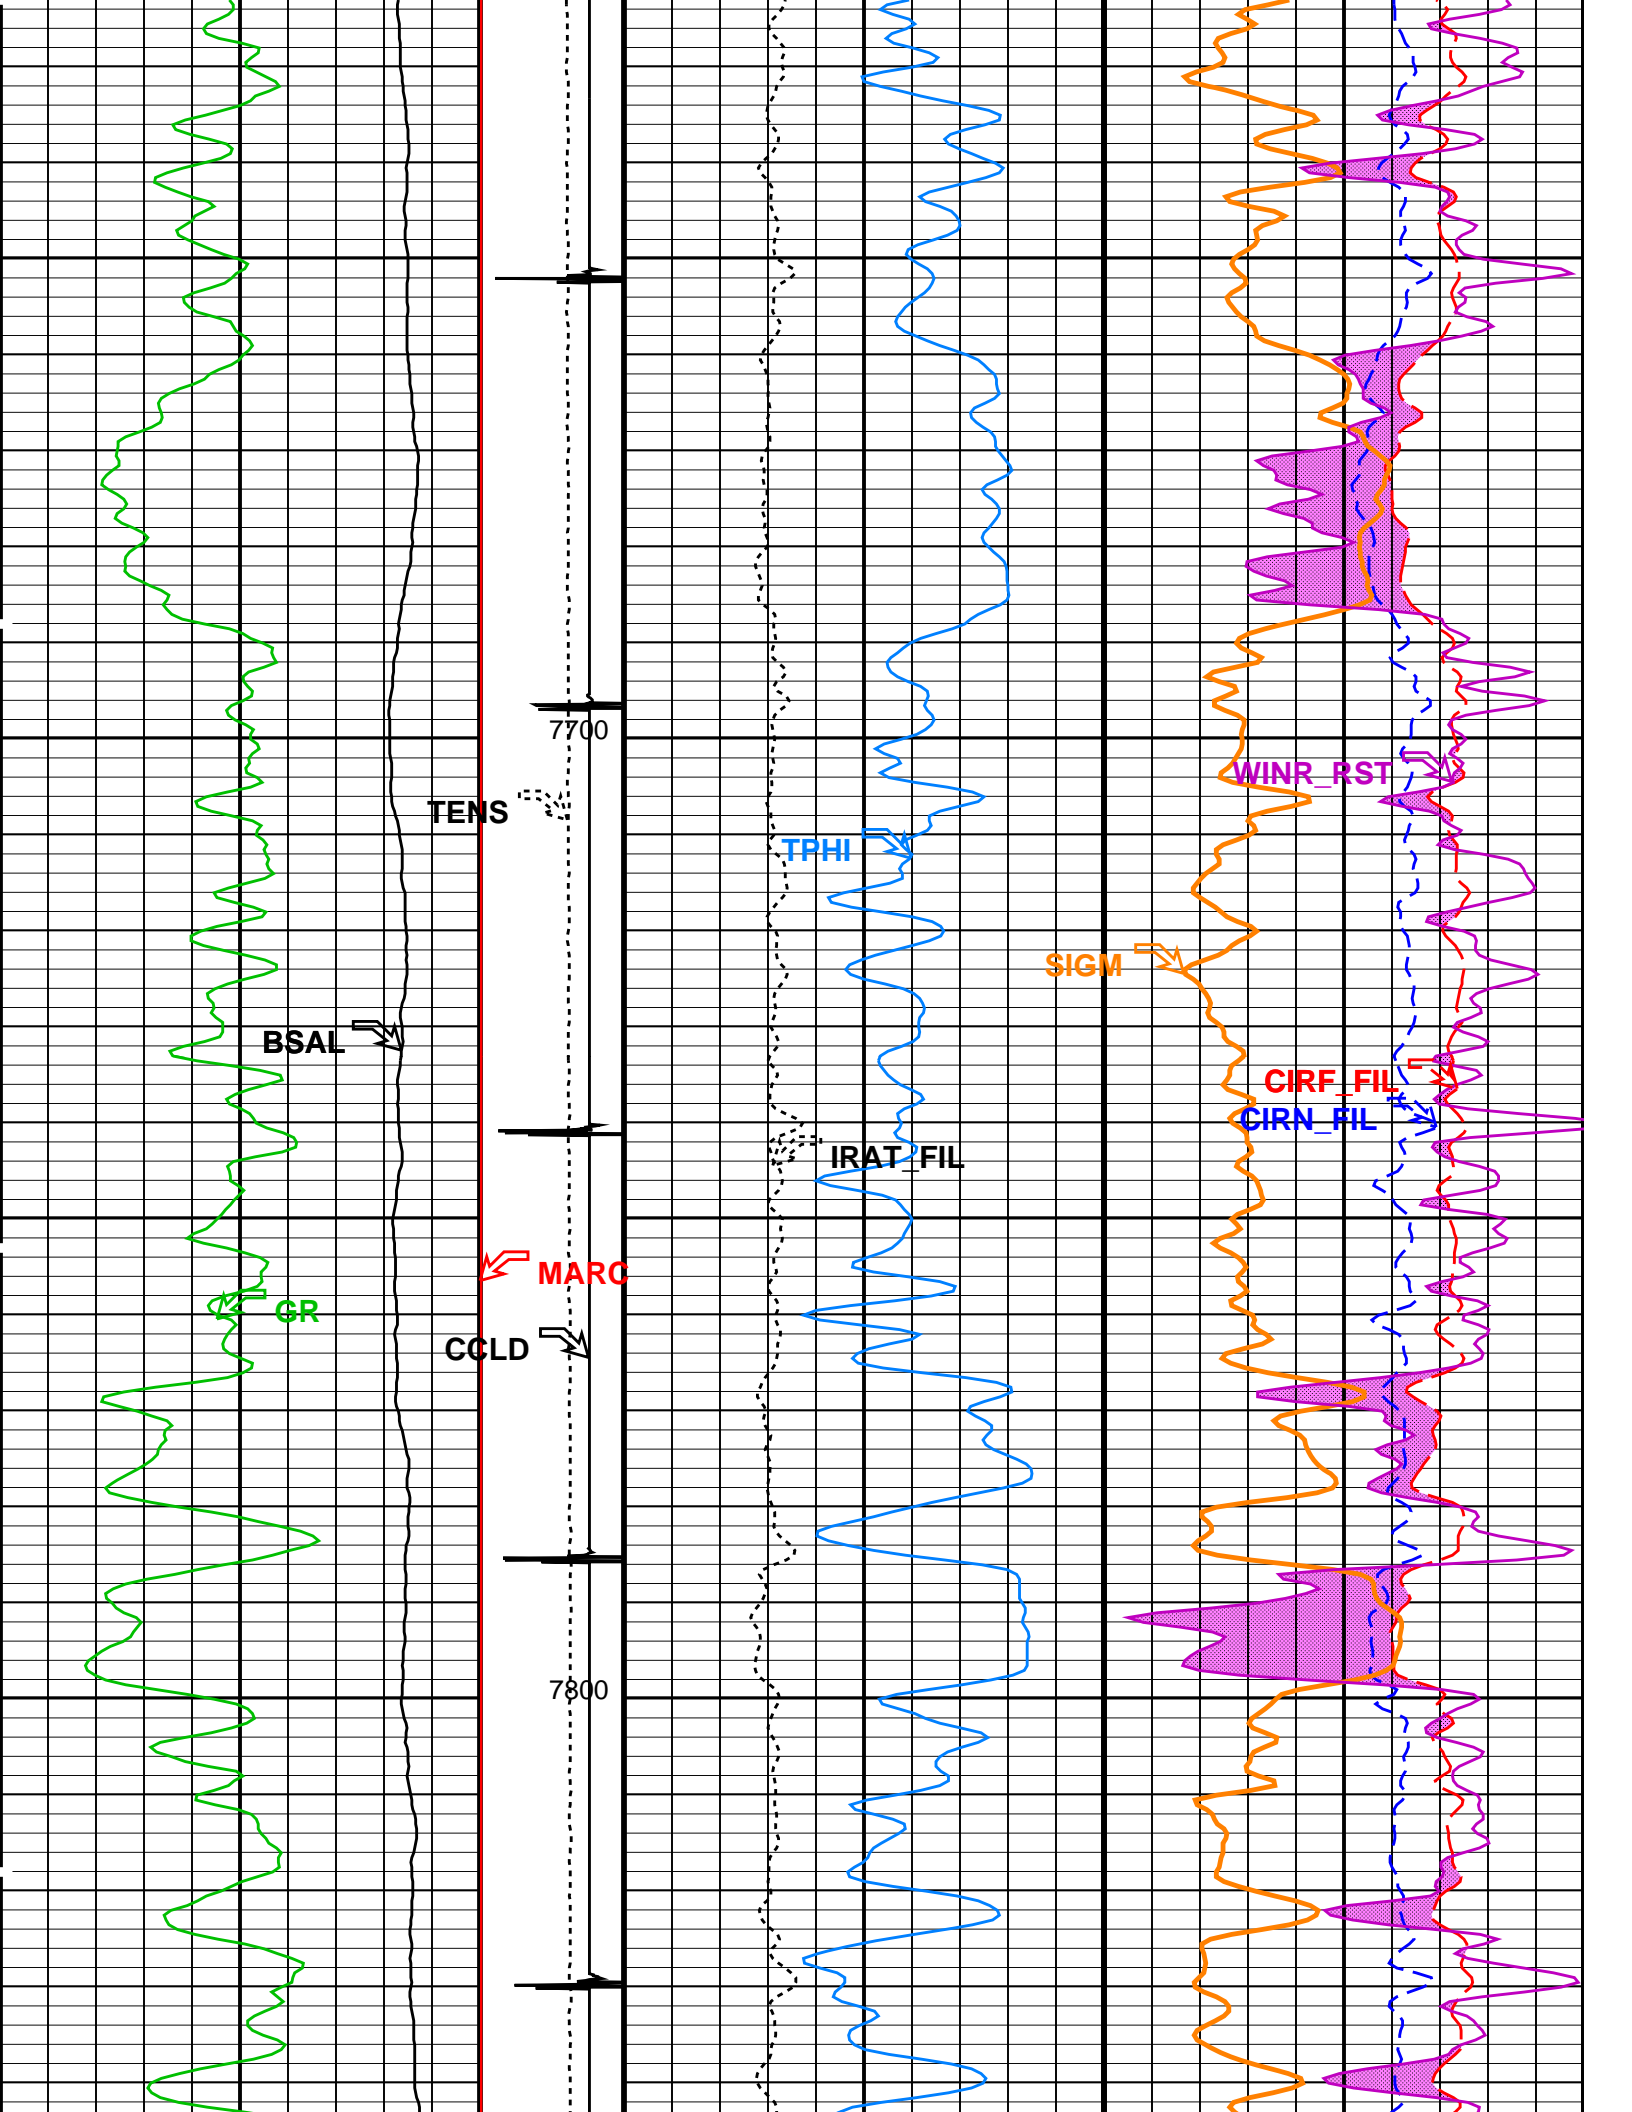 7700
WINR_RST
TENS
TPHI
SIGM
BSAL
CIRF_FIL
CIRN_FIL
IRAT_FIL
MARC
GR
CCLD
7800